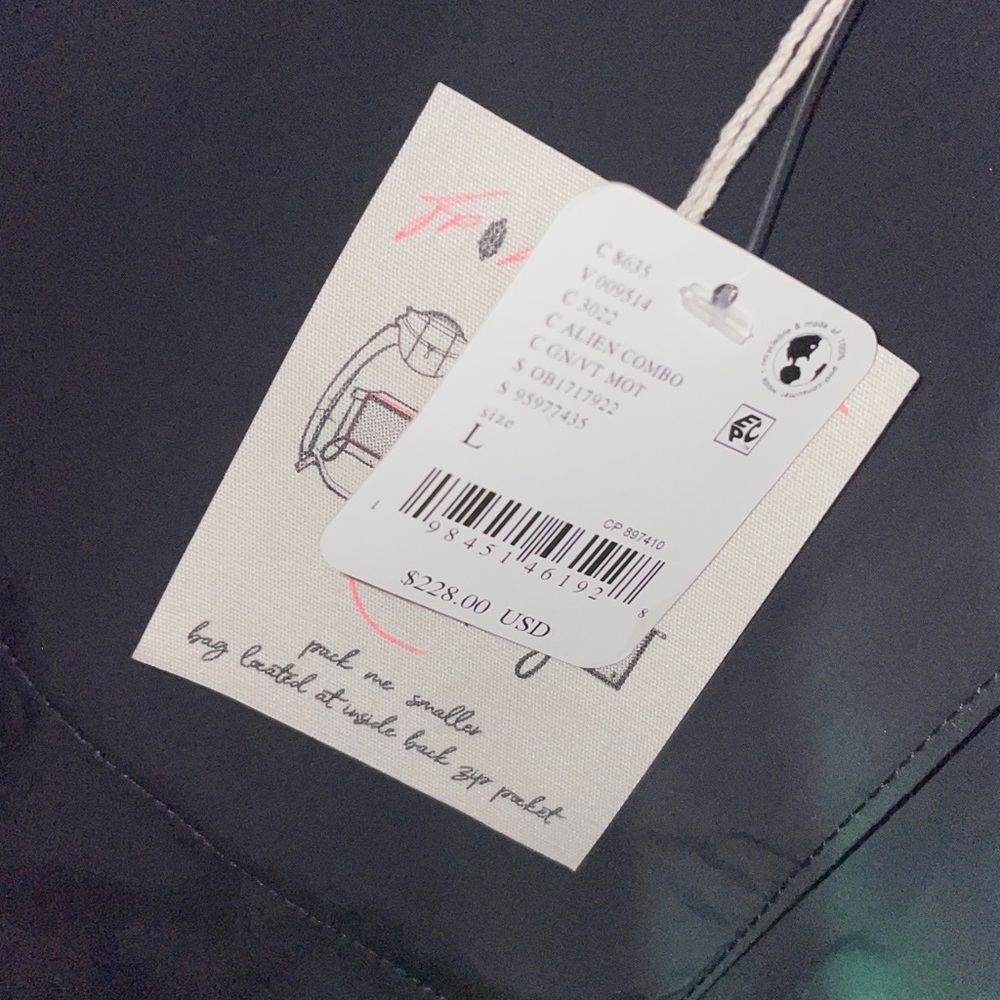 C 8635
V 009514
C 3022
C ALIEN COMBO
C GN/VT MOT
S OB1717922
S 95977435
size
L
EPC
CP 897410
1 98451 46192 8
$228.00 USD
pack me smaller
bag located at inside back zip pocket